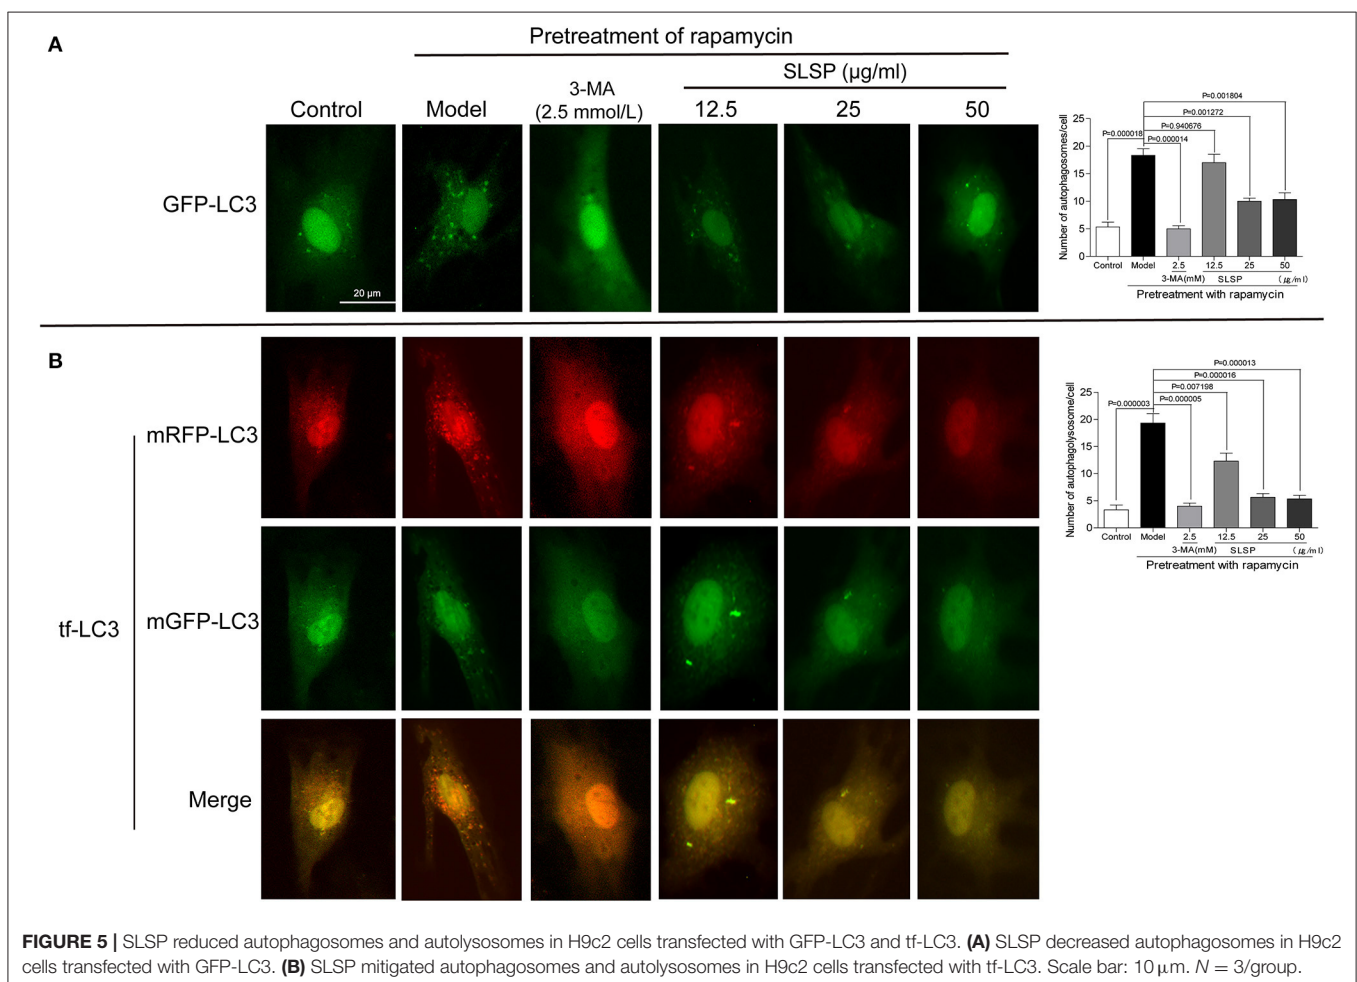 A
Pretreatment of rapamycin
SLSP (µg/ml)
Control
Model
3-MA
(2.5 mmol/L)
12.5
25
50
GFP-LC3
20 µm
P=0.001804
P=0.001272
P=0.940676
P=0.000018
P=0.000014
Number of autophagosomes/cell
25
20
15
10
5
0
Control Model 2.5 12.5 25 50
3-MA(mM) SLSP (µg/ml)
Pretreatment with rapamycin
B
mRFP-LC3
tf-LC3
mGFP-LC3
Merge
P=0.000013
P=0.000016
P=0.007198
P=0.000003
P=0.000005
Number of autophagolysosome/cell
25
20
15
10
5
0
Control Model 2.5 12.5 25 50
3-MA(mM) SLSP (µg/ml)
Pretreatment with rapamycin
FIGURE 5 | SLSP reduced autophagosomes and autolysosomes in H9c2 cells transfected with GFP-LC3 and tf-LC3. (A) SLSP decreased autophagosomes in H9c2
cells transfected with GFP-LC3. (B) SLSP mitigated autophagosomes and autolysosomes in H9c2 cells transfected with tf-LC3. Scale bar: 10 µm. N = 3/group.